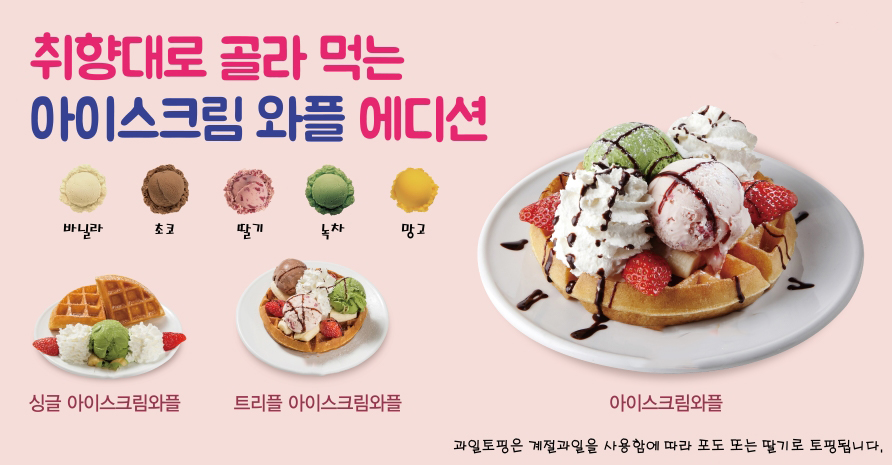 취향대로 골라 먹는
아이스크림 와플 에디션
바닐라 초코 딸기 녹차 망고
싱글 아이스크림와플 트리플 아이스크림와플 아이스크림와플
과일토핑은 계절과일을 사용함에 따라 포도 또는 딸기로 토핑됩니다.